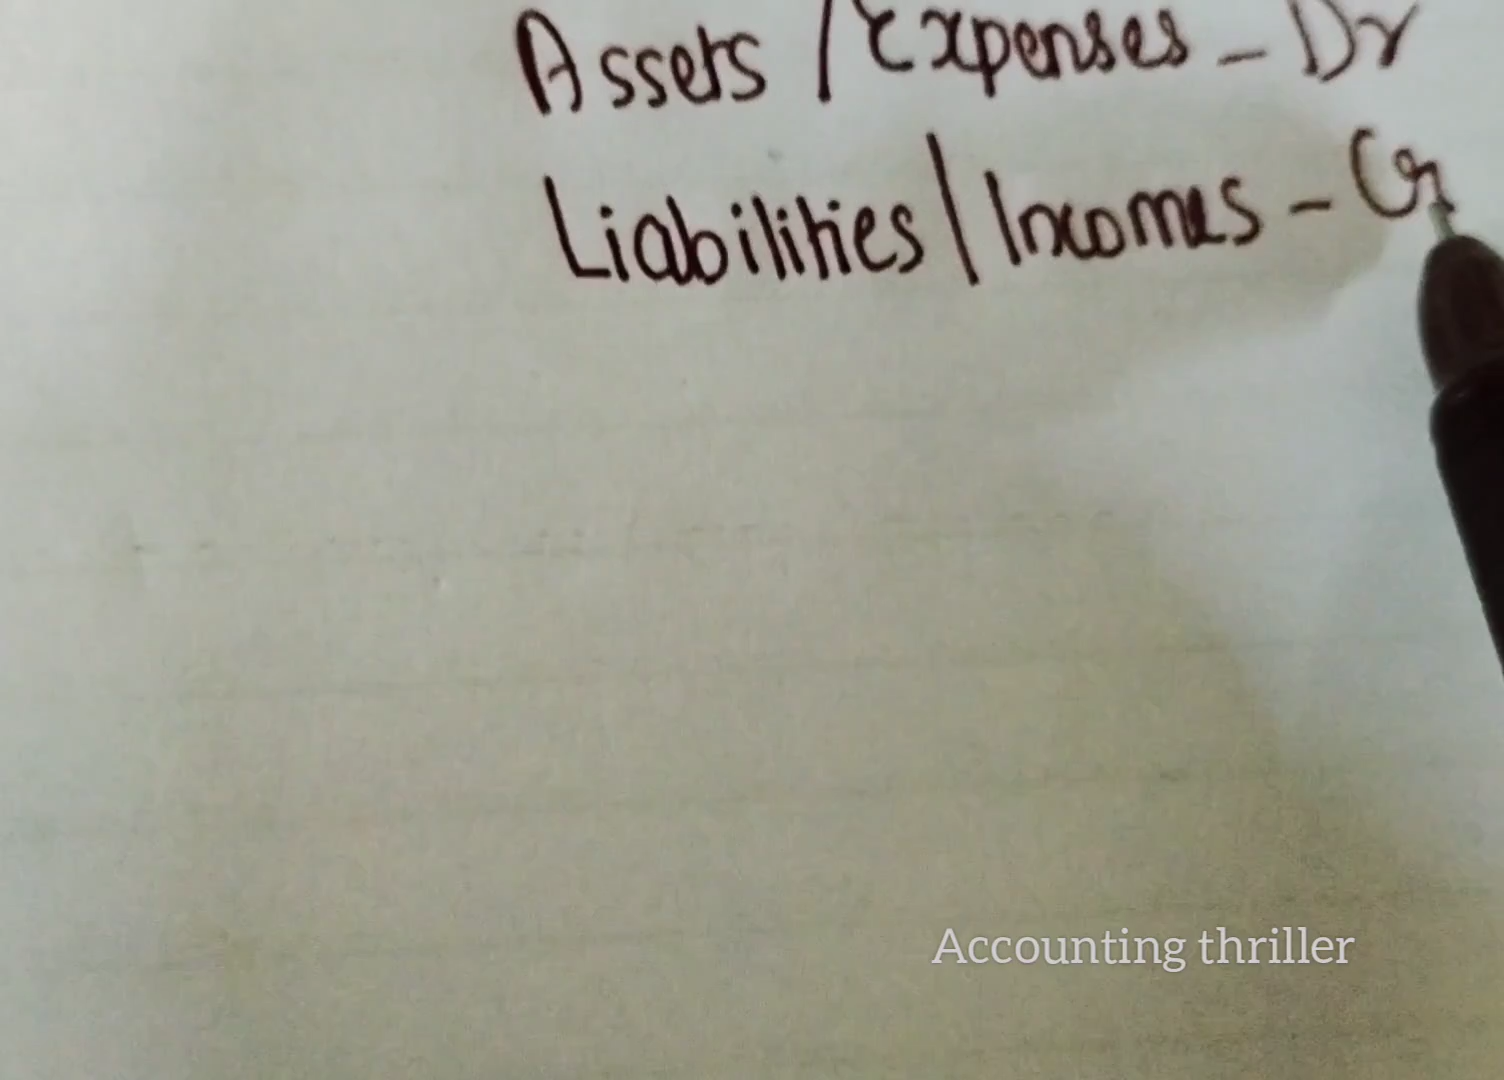 Assets / Expenses - Dr
Liabilities / Incomes - Cr
Accounting thriller